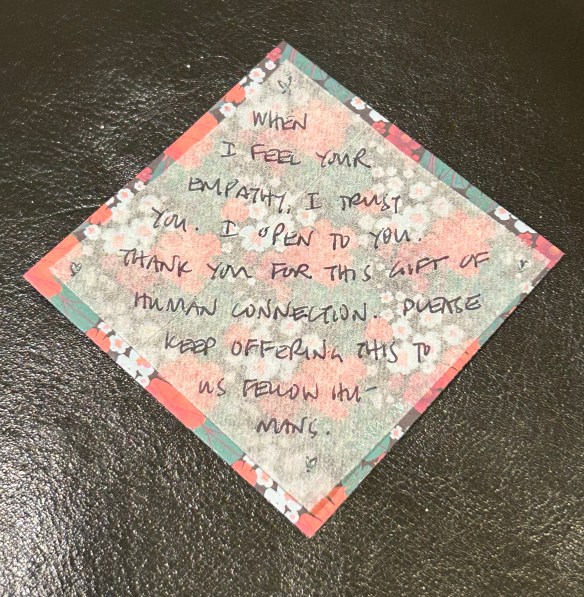 WHEN
I FEEL YOUR
EMPATHY, I TRUST
YOU. I OPEN TO YOU.
THANK YOU FOR THIS GIFT OF
HUMAN CONNECTION. PLEASE
KEEP OFFERING THIS TO
US FELLOW HU-
MANS.